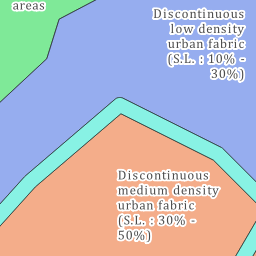 areas
Discontinuous
low density
urban fabric
(S.L. : 10% -
30%)
Discontinuous
medium density
urban fabric
(S.L. : 30% -
50%)